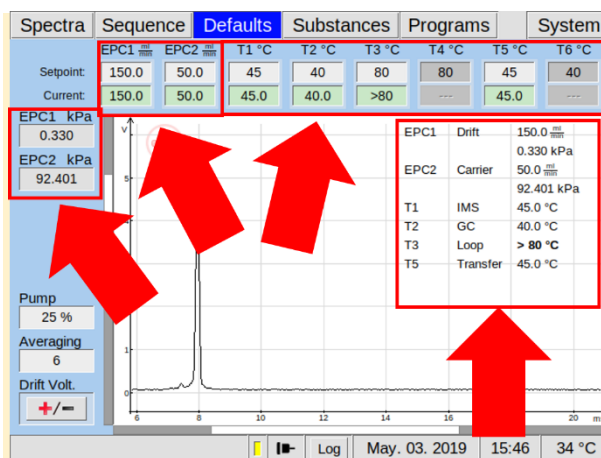 Spectra Sequence Defaults Substances Programs System
EPC1 ml/min EPC2 ml/min T1 °C T2 °C T3 °C T4 °C T5 °C T6 °C
Setpoint: 150.0 50.0 45 40 80 80 45 40
Current: 150.0 50.0 45.0 40.0 >80 --- 45.0 ---
EPC1 kPa
0.330
EPC2 kPa
92.401
Pump
25 %
Averaging
6
Drift Volt.
+/−
V
5
1
0
6 8 10 12 14 16 20
EPC1 Drift 150.0 ml/min
0.330 kPa
EPC2 Carrier 50.0 ml/min
92.401 kPa
T1 IMS 45.0 °C
T2 GC 40.0 °C
T3 Loop > 80 °C
T5 Transfer 45.0 °C
Log May. 03. 2019 15:46 34 °C